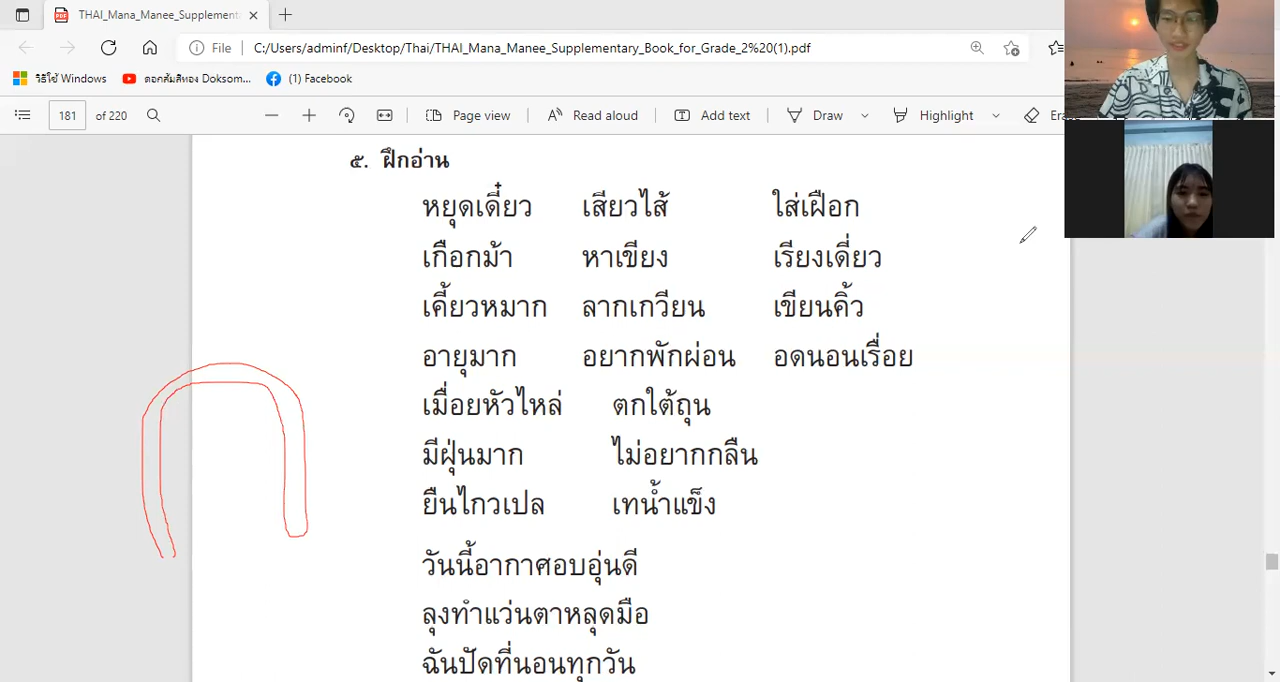 THAI_Mana_Manee_Supplementa
File C:/Users/adminf/Desktop/Thai/THAI_Mana_Manee_Supplementary_Book_for_Grade_2%20(1).pdf
วิธีใช้ Windows ดอกส้มสีทอง Doksom... (1) Facebook
181 of 220 Page view Read aloud Add text Draw Highlight
๕. ฝึกอ่าน
หยุดเดี๋ยว เสียวไส้ ใส่เฝือก
เกือกม้า หาเขียง เรียงเดี่ยว
เคี้ยวหมาก ลากเกวียน เขียนคิ้ว
อายุมาก อยากพักผ่อน อดนอนเรื่อย
เมื่อยหัวไหล่ ตกใต้ถุน
มีฝุ่นมาก ไม่อยากกลืน
ยืนไกวเปล เทน้ำแข็ง
วันนี้อากาศอบอุ่นดี
ลุงทำแว่นตาหลุดมือ
ฉันปัดที่นอนทุกวัน